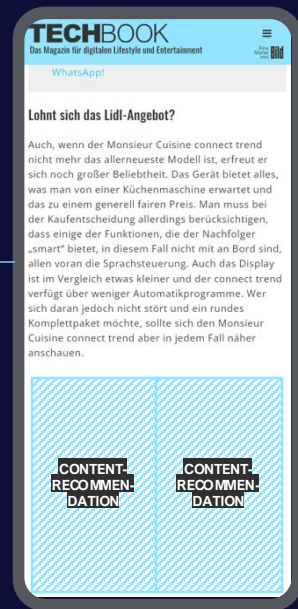 TECHBOOK
Das Magazin für digitalen Lifestyle und Entertainment
Eine
Marke
von Bild
WhatsApp!
Lohnt sich das Lidl-Angebot?
Auch, wenn der Monsieur Cuisine connect trend
nicht mehr das allerneueste Modell ist, erfreut er
sich noch großer Beliebtheit. Das Gerät bietet alles,
was man von einer Küchenmaschine erwartet und
das zu einem generell fairen Preis. Man muss bei
der Kaufentscheidung allerdings berücksichtigen,
dass einige der Funktionen, die der Nachfolger
„smart“ bietet, in diesem Fall nicht mit an Bord sind,
allen voran die Sprachsteuerung. Auch das Display
ist im Vergleich etwas kleiner und der connect trend
verfügt über weniger Automatikprogramme. Wer
sich daran jedoch nicht stört und ein rundes
Komplettpaket möchte, sollte sich den Monsieur
Cuisine connect trend aber in jedem Fall näher
anschauen.
CONTENT-
RECOMMEN-
DATION
CONTENT-
RECOMMEN-
DATION